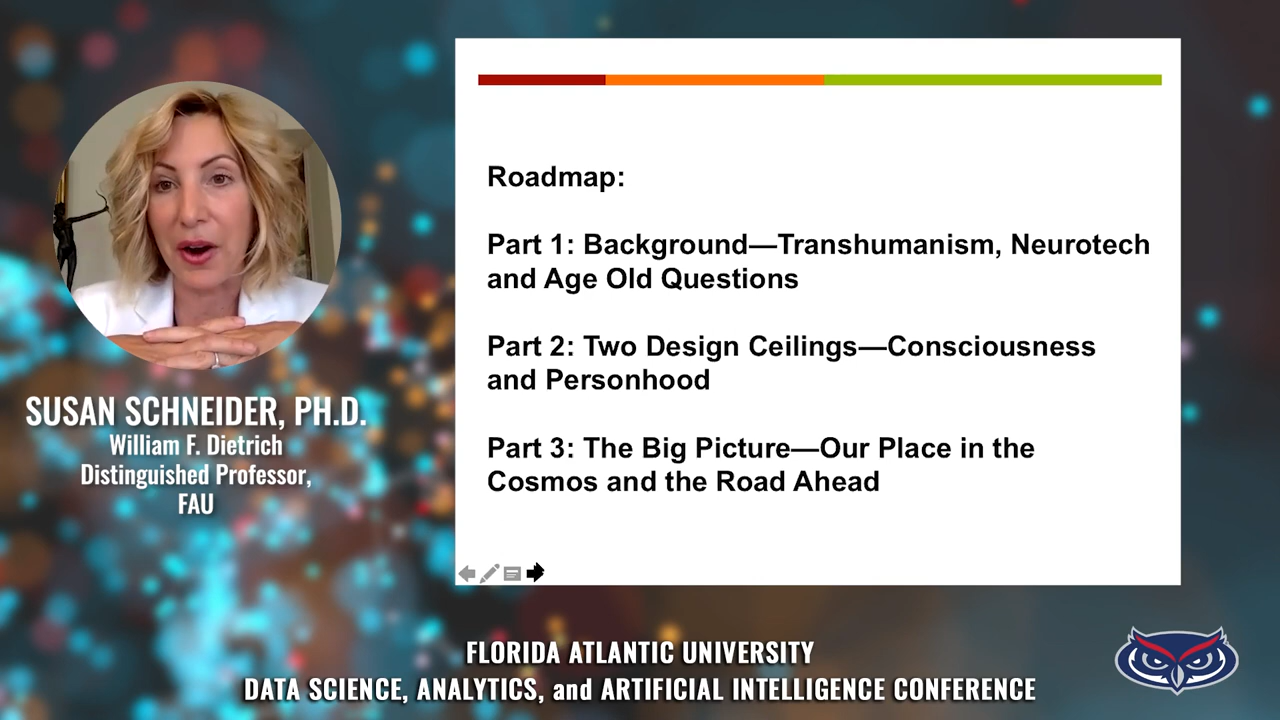 SUSAN SCHNEIDER, PH.D.
William F. Dietrich
Distinguished Professor,
FAU
Roadmap:
Part 1: Background—Transhumanism, Neurotech
and Age Old Questions
Part 2: Two Design Ceilings—Consciousness
and Personhood
Part 3: The Big Picture—Our Place in the
Cosmos and the Road Ahead
FLORIDA ATLANTIC UNIVERSITY
DATA SCIENCE, ANALYTICS, and ARTIFICIAL INTELLIGENCE CONFERENCE